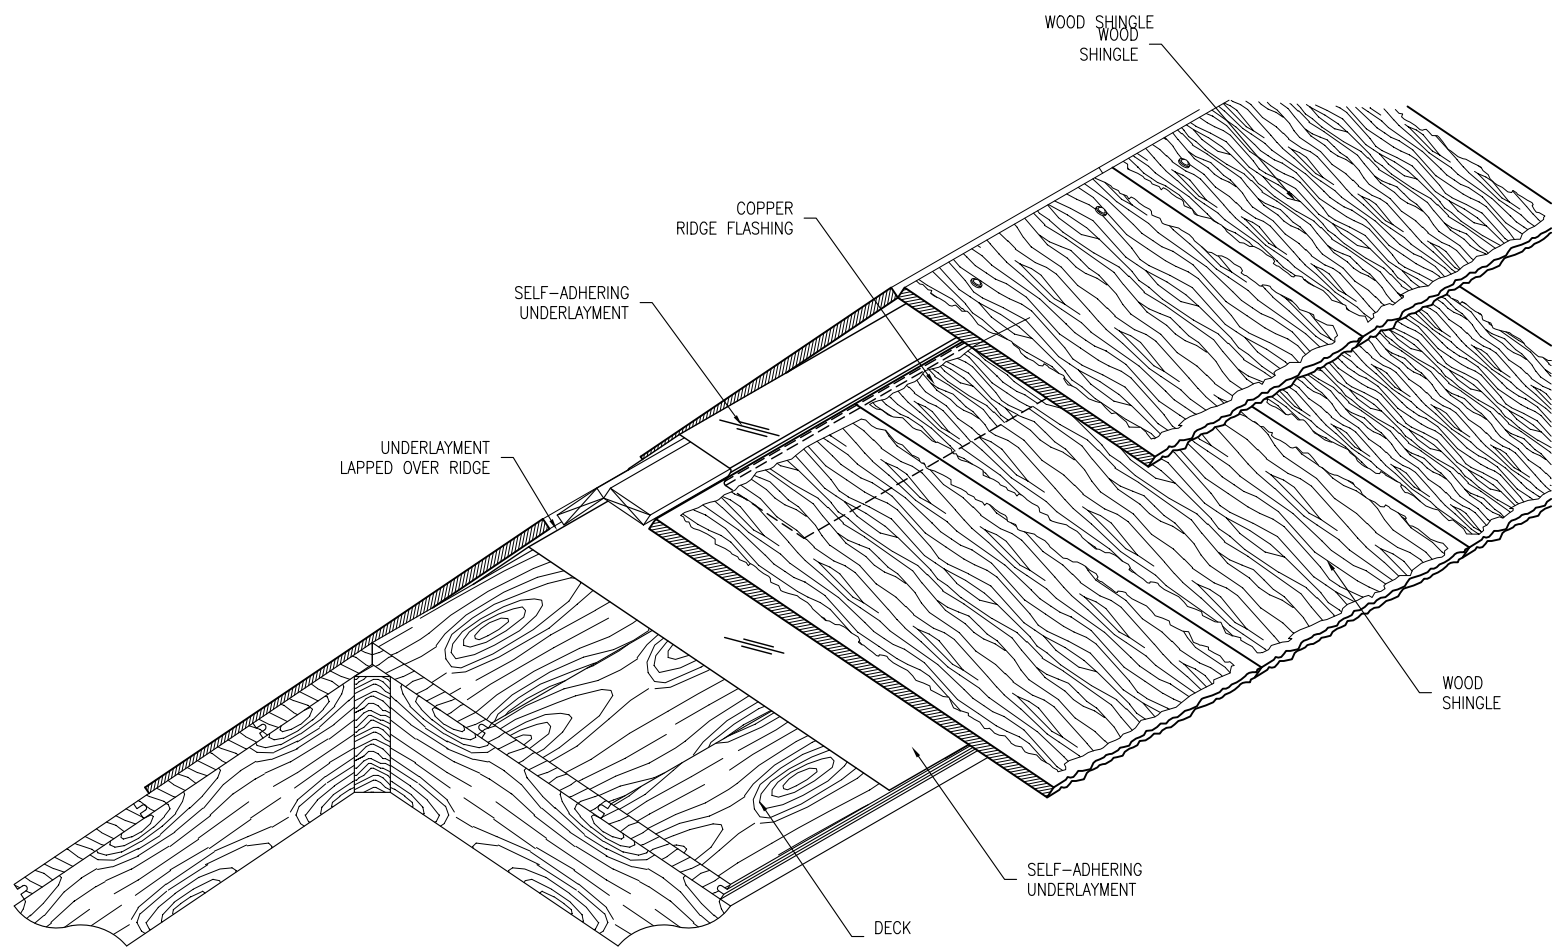 WOOD SHINGLE
WOOD
SHINGLE
COPPER
RIDGE FLASHING
SELF-ADHERING
UNDERLAYMENT
UNDERLAYMENT
LAPPED OVER RIDGE
WOOD
SHINGLE
SELF-ADHERING
UNDERLAYMENT
DECK